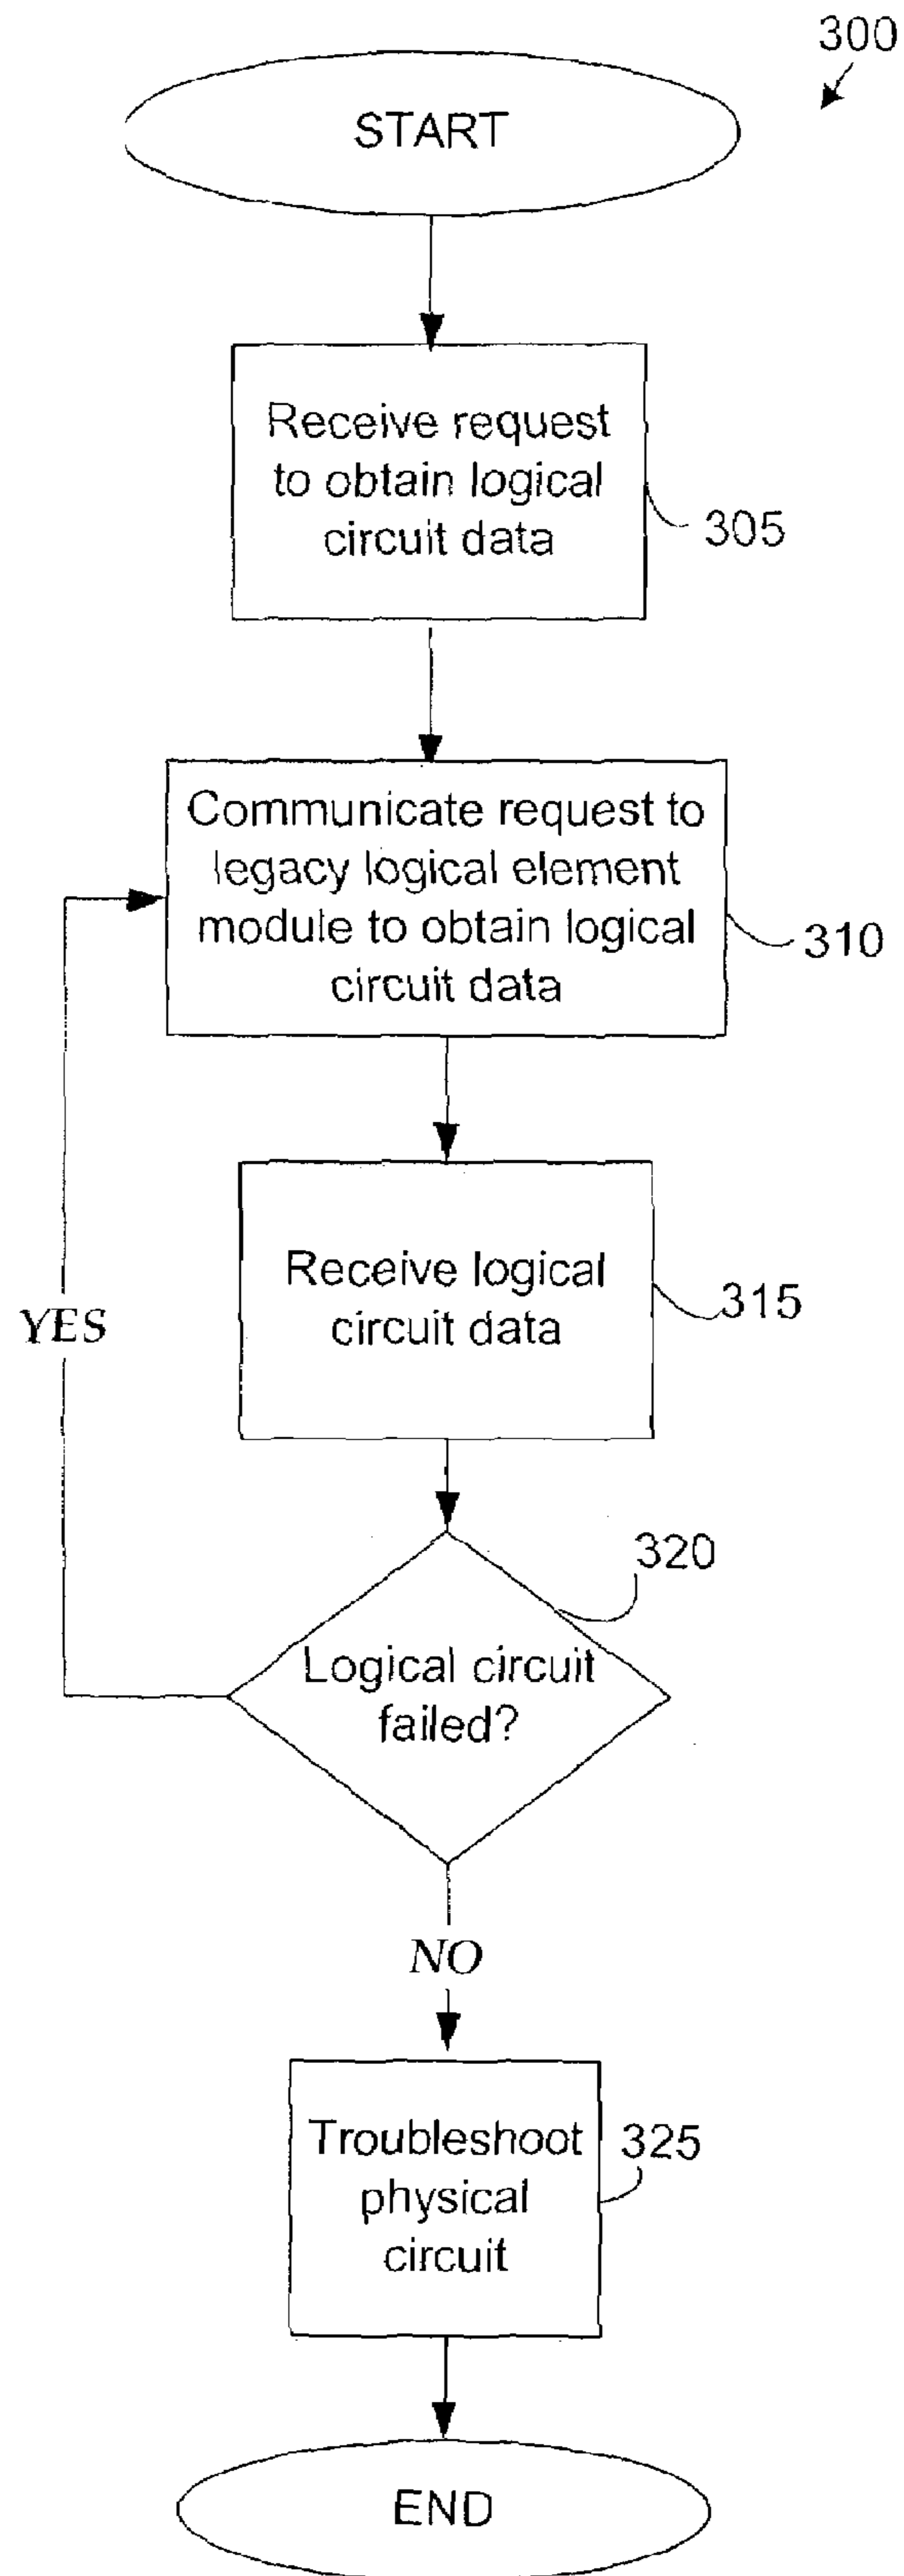 300
START
Receive request
to obtain logical
circuit data
305
Communicate request to
legacy logical element
module to obtain logical
circuit data
310
Receive logical
circuit data
315
YES
320
Logical circuit
failed?
NO
Troubleshoot
physical
circuit
325
END